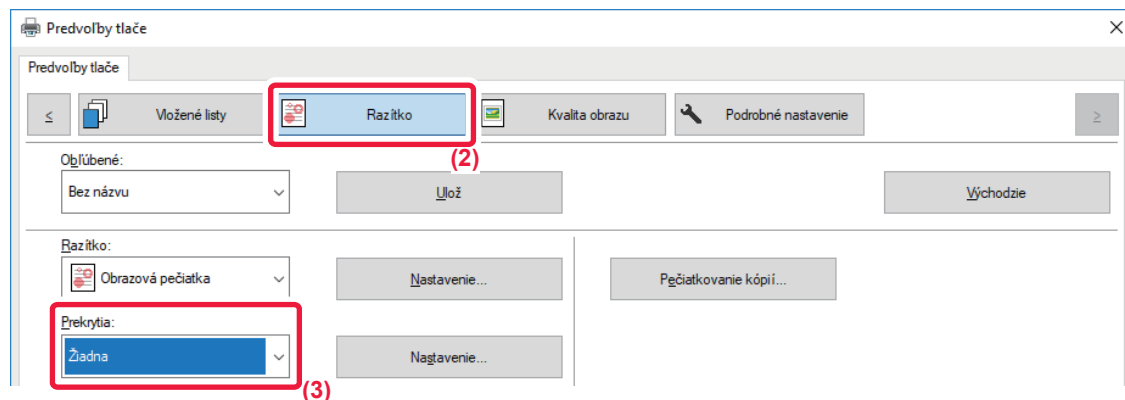 Predvoľby tlače
Predvoľby tlače
< Vložené listy Razítko Kvalita obrazu Podrobné nastavenie >
(2)
Obľúbené:
Bez názvu Ulož Východzie
Razítko:
Obrazová pečiatka Nastavenie... Pečiatkovanie kópií...
Prekrytia:
Žiadna Nastavenie...
(3)